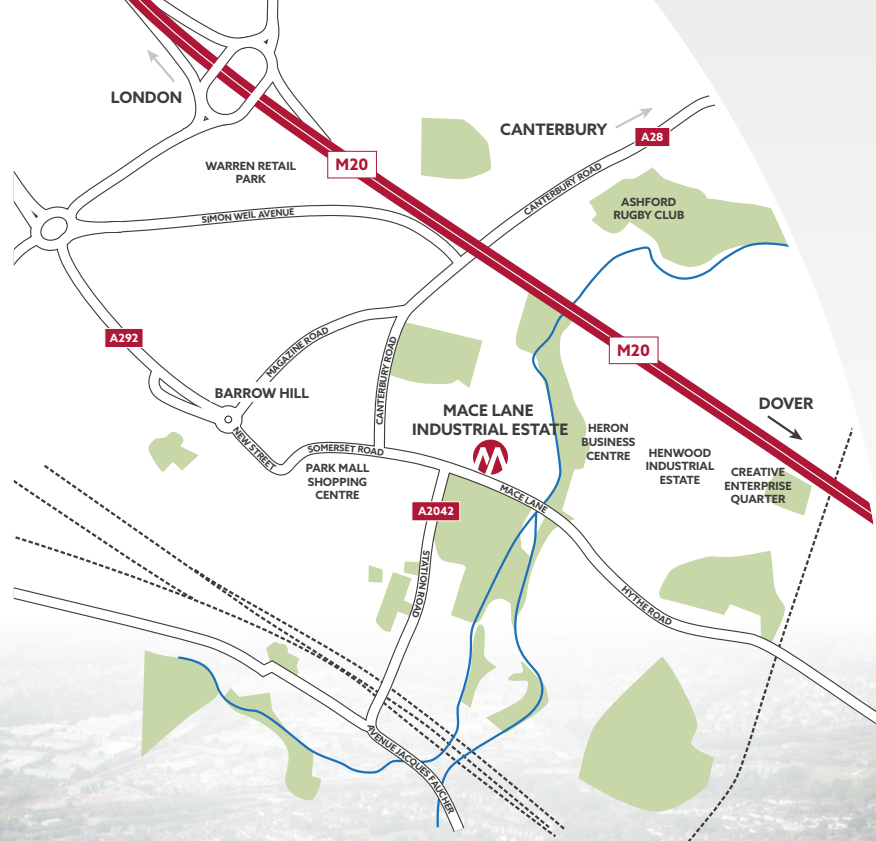 LONDON
CANTERBURY
A28
M20
WARREN RETAIL
PARK
CANTERBURY ROAD
ASHFORD
RUGBY CLUB
SIMON WEIL AVENUE
A292
MAGAZINE ROAD
M20
CANTERBURY ROAD
BARROW HILL
DOVER
MACE LANE
INDUSTRIAL ESTATE
HERON
BUSINESS
CENTRE
NEW STREET
SOMERSET ROAD
HENWOOD
INDUSTRIAL
ESTATE
PARK MALL
SHOPPING
CENTRE
CREATIVE
ENTERPRISE
QUARTER
MACE LANE
A2042
STATION ROAD
HYTHE ROAD
AVENUE JACQUES FAUCHER